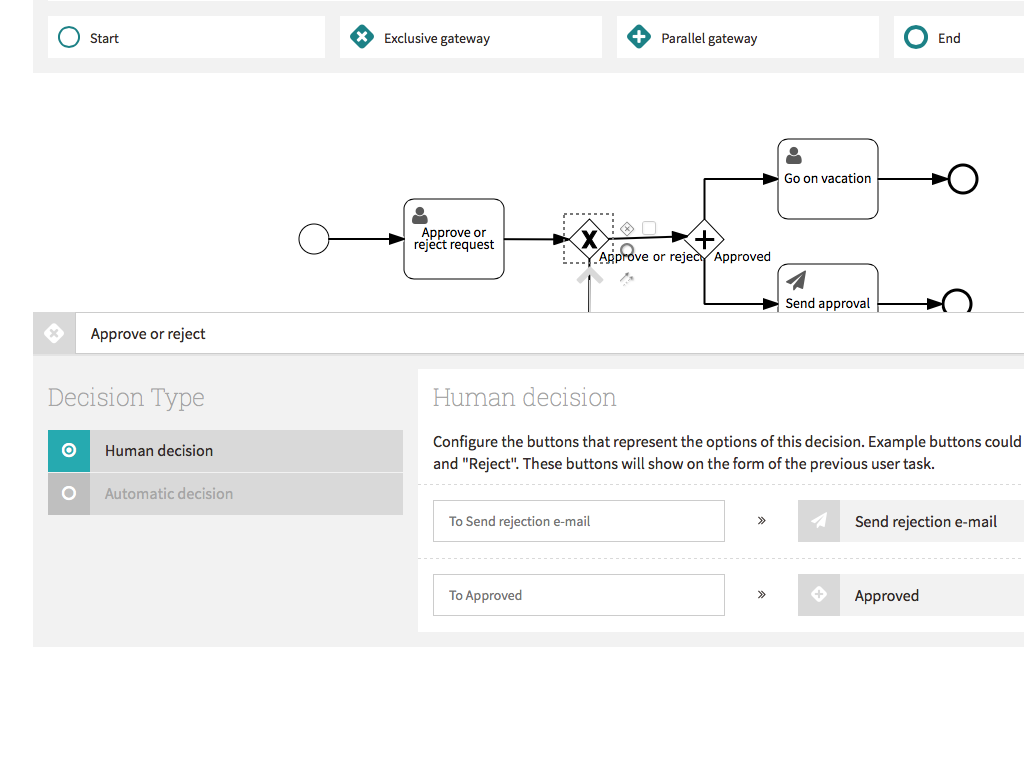 Start
Exclusive gateway
Parallel gateway
End
Go on vacation
Approve or
reject request
X
Approve or reject
Approved
Send approval
Approve or reject
Decision Type
Human decision
Human decision
Automatic decision
Configure the buttons that represent the options of this decision. Example buttons could
and "Reject". These buttons will show on the form of the previous user task.
To Send rejection e-mail
»
Send rejection e-mail
To Approved
»
Approved